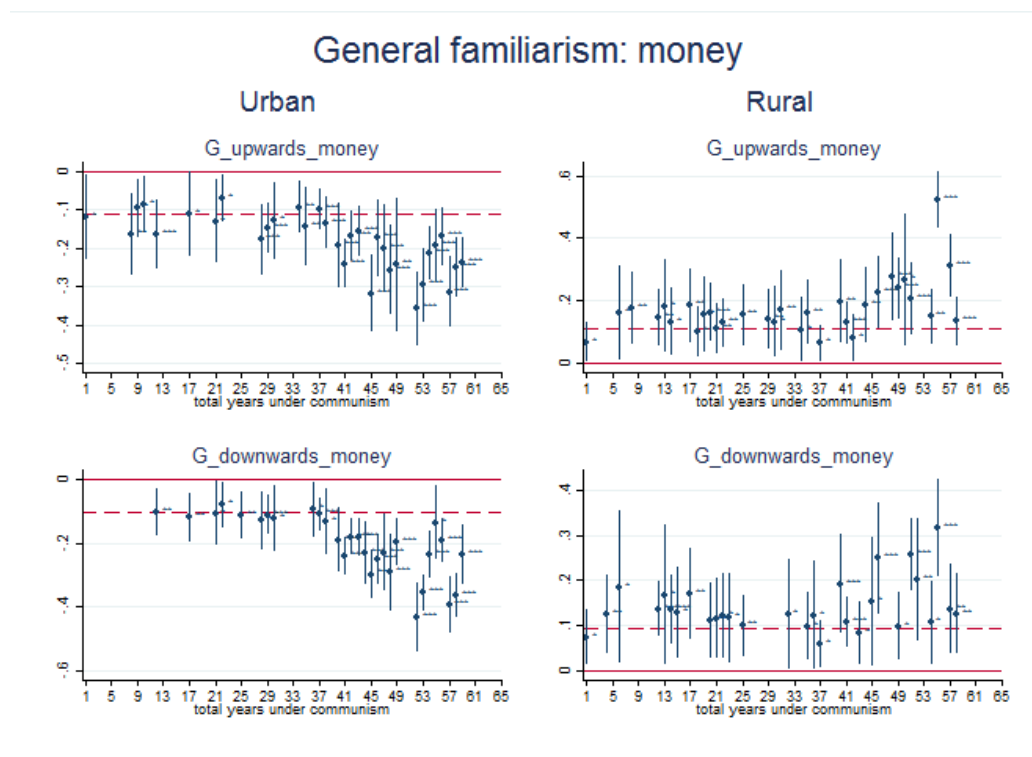 General familiarism: money
Urban
Rural
G_upwards_money
0
-.1
-.2
-.3
-.4
-.5
1 5 9 13 17 21 25 29 33 37 41 45 49 53 57 61 65
total years under communism
G_upwards_money
.6
.4
.2
0
1 5 9 13 17 21 25 29 33 37 41 45 49 53 57 61 65
total years under communism
G_downwards_money
0
-.2
-.4
-.6
1 5 9 13 17 21 25 29 33 37 41 45 49 53 57 61 65
total years under communism
G_downwards_money
.4
.3
.2
.1
0
1 5 9 13 17 21 25 29 33 37 41 45 49 53 57 61 65
total years under communism